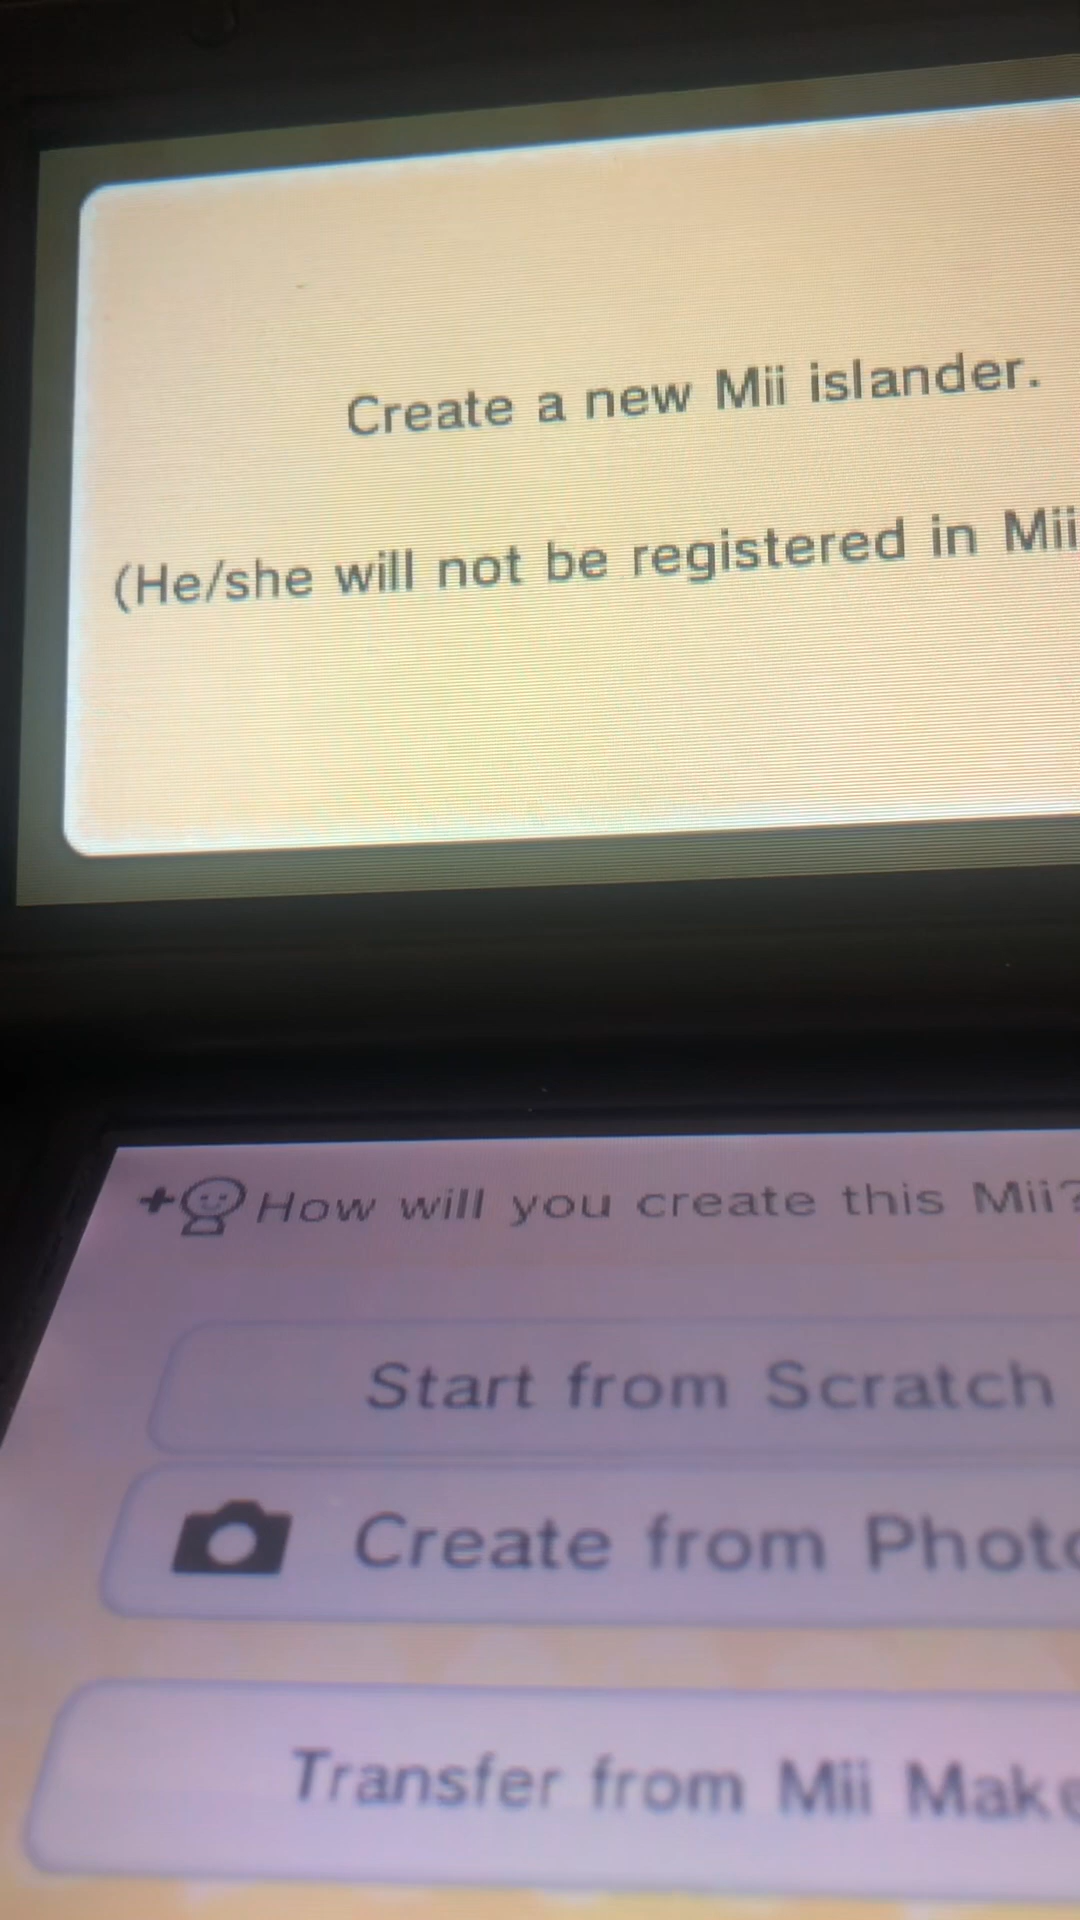 Create a new Mii islander.
(He/she will not be registered in Mii
How will you create this Mii?
Start from Scratch
Create from
Transfer from Mii